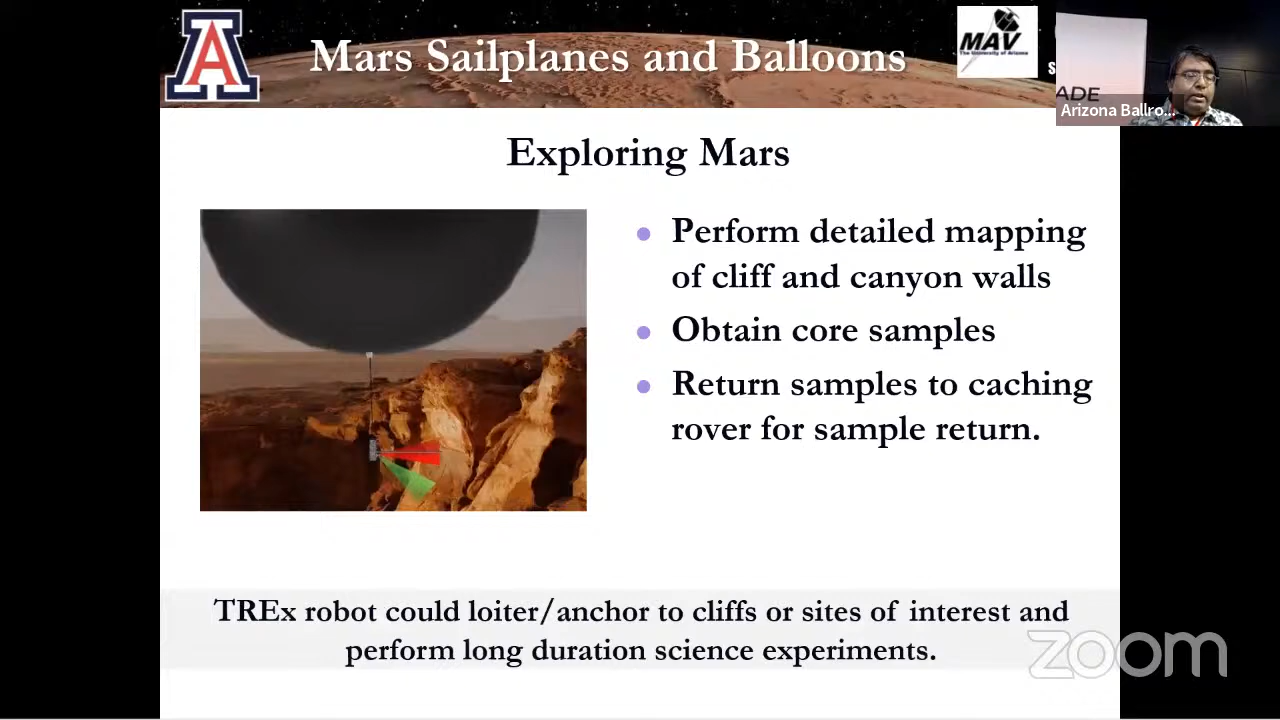 A
Mars Sailplanes and Balloons
MAV
The University of Arizona
S
ADE
Arizona Ballro...
Exploring Mars
Perform detailed mapping
of cliff and canyon walls
Obtain core samples
Return samples to caching
rover for sample return.
TREx robot could loiter/anchor to cliffs or sites of interest and
perform long duration science experiments.
zoom